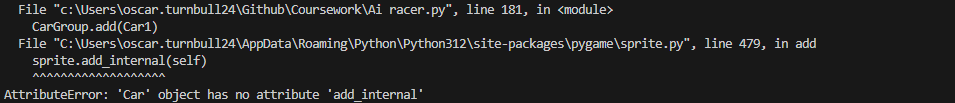 File "c:\Users\oscar.turnbull24\Github\Coursework\Ai racer.py", line 181, in <module>
CarGroup.add(Car1)
File "C:\Users\oscar.turnbull24\AppData\Roaming\Python\Python312\site-packages\pygame\sprite.py", line 479, in add
sprite.add_internal(self)
^^^^^^^^^^^^^^^^^^^
AttributeError: 'Car' object has no attribute 'add_internal'